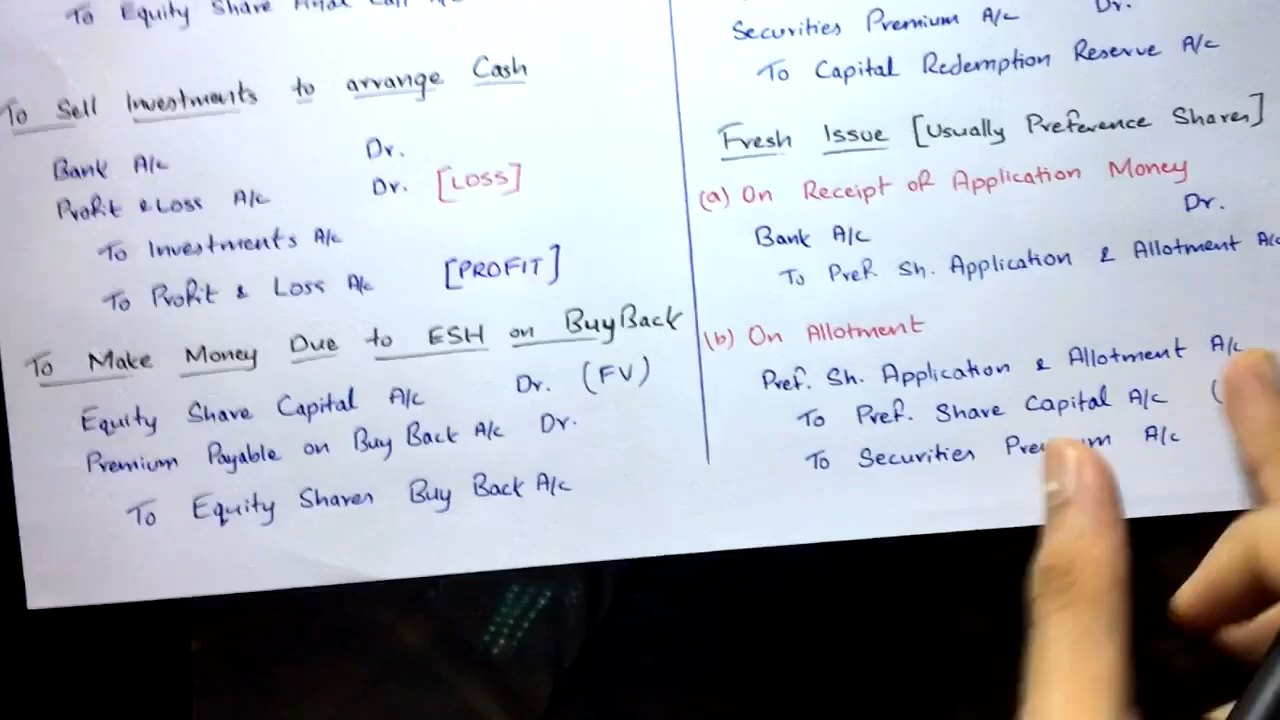 To Equity Share Final Call A/c
To Sell Investments to arrange Cash
Bank A/c Dr.
Profit & Loss A/c Dr. [LOSS]
To Investments A/c
To Profit & Loss A/c [PROFIT]
To Make Money Due to ESH on BuyBack
Equity Share Capital A/c Dr. (FV)
Premium Payable on Buy Back A/c Dr.
To Equity Shares Buy Back A/c
Securities Premium A/c Dr.
To Capital Redemption Reserve A/c
Fresh Issue [Usually Preference Shares]
(a) On Receipt of Application Money
Bank A/c Dr.
To Pref. Sh. Application & Allotment A/c
(b) On Allotment
Pref. Sh. Application & Allotment A/c
To Pref. Share Capital A/c (
To Securities Premium A/c